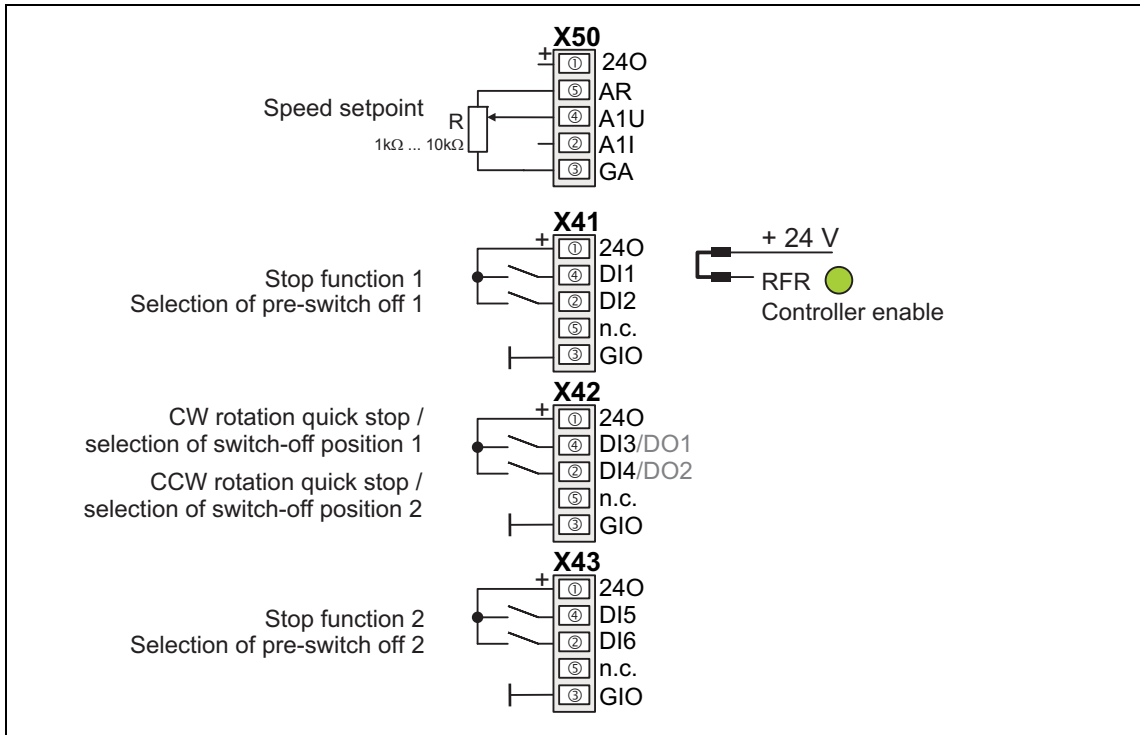 X50
+ ① 24O
Speed setpoint
R
1kΩ ... 10kΩ
⑤ AR
④ A1U
② A1I
③ GA
X41
+ ① 24O
Stop function 1
Selection of pre-switch off 1
④ DI1
② DI2
⑤ n.c.
③ GIO
+ 24 V
RFR
Controller enable
X42
+ ① 24O
CW rotation quick stop /
selection of switch-off position 1
CCW rotation quick stop /
selection of switch-off position 2
④ DI3/DO1
② DI4/DO2
⑤ n.c.
③ GIO
X43
+ ① 24O
Stop function 2
Selection of pre-switch off 2
④ DI5
② DI6
⑤ n.c.
③ GIO